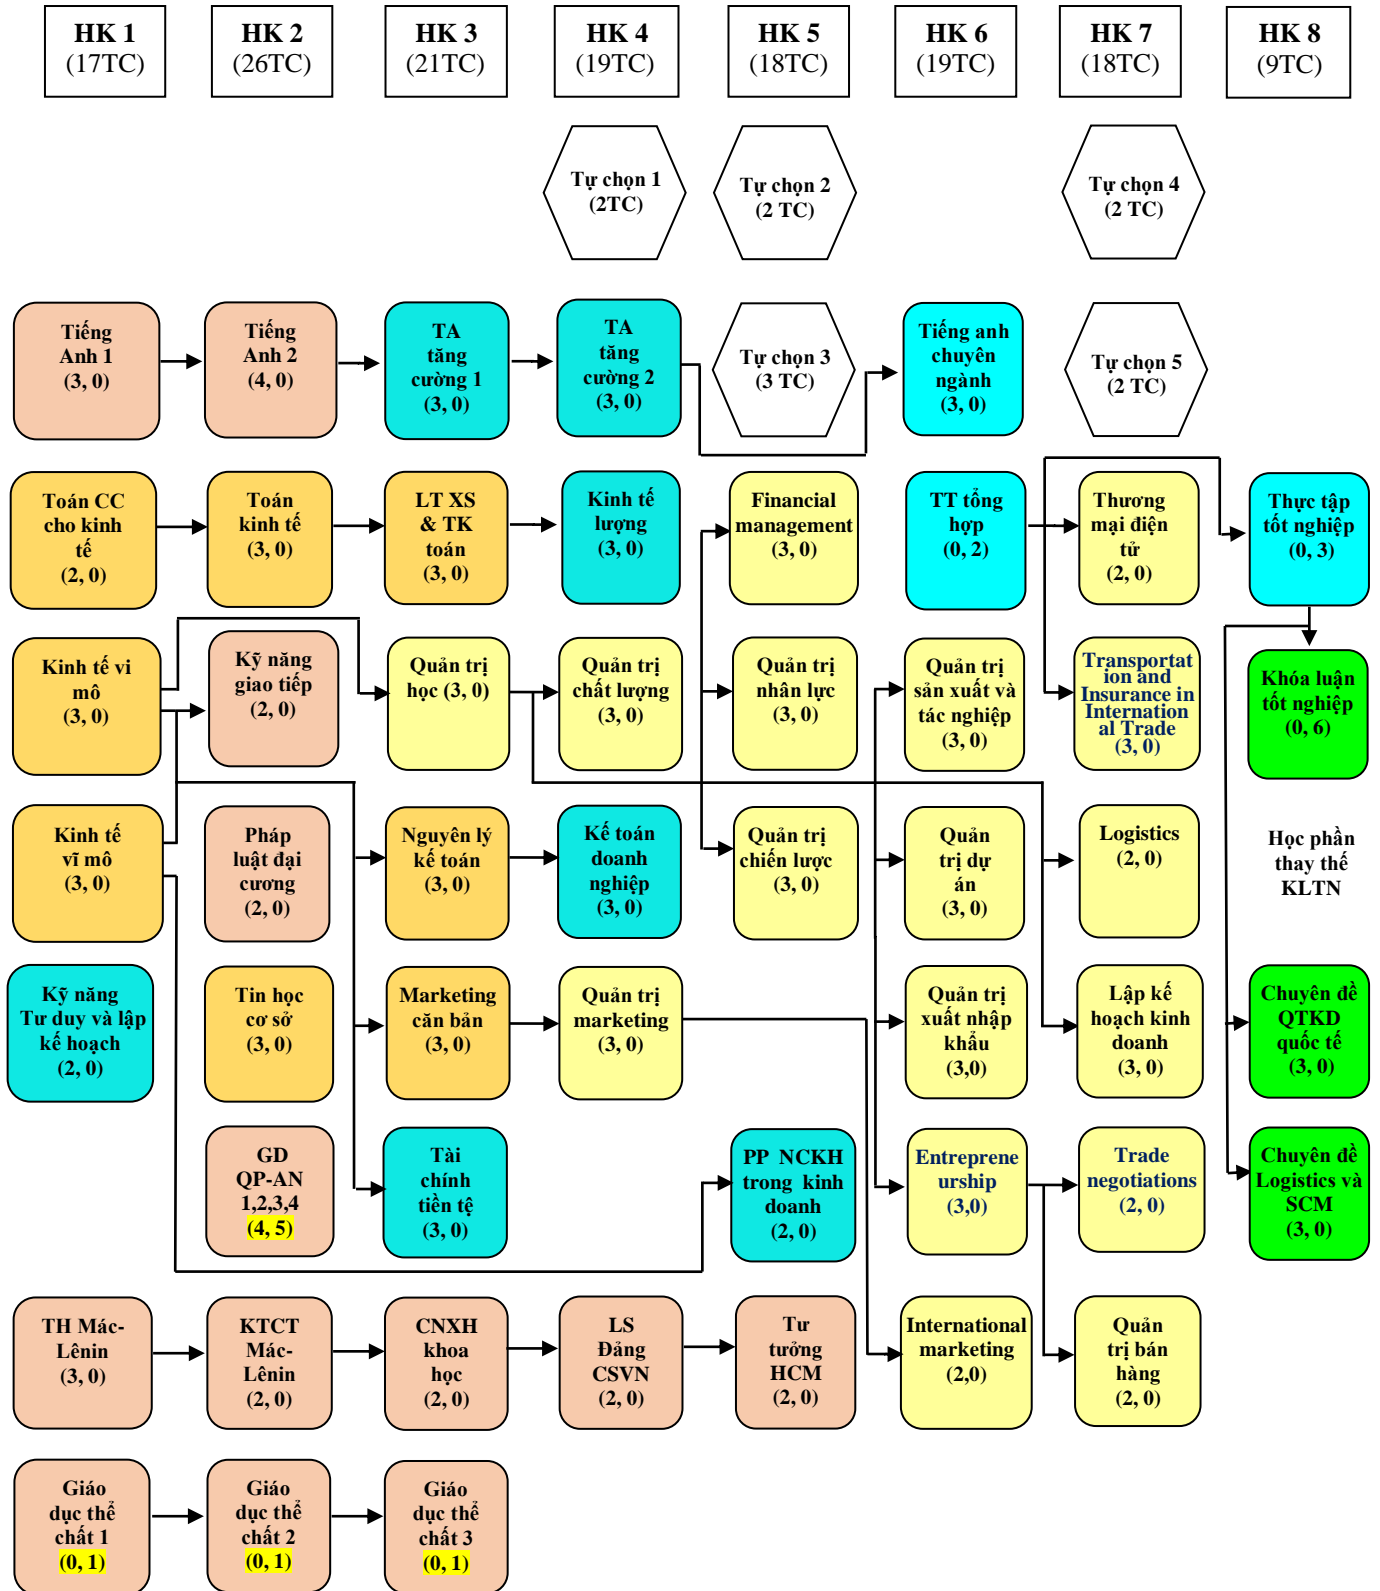 HK 1
(17TC)
HK 2
(26TC)
HK 3
(21TC)
HK 4
(19TC)
HK 5
(18TC)
HK 6
(19TC)
HK 7
(18TC)
HK 8
(9TC)
Tự chọn 1
(2TC)
Tự chọn 2
(2 TC)
Tự chọn 4
(2 TC)
Tiếng
Anh 1
(3, 0)
Tiếng
Anh 2
(4, 0)
TA
tăng
cường 1
(3, 0)
TA
tăng
cường 2
(3, 0)
Tự chọn 3
(3 TC)
Tiếng anh
chuyên
ngành
(3, 0)
Tự chọn 5
(2 TC)
Toán CC
cho kinh
tế
(2, 0)
Toán
kinh tế
(3, 0)
LT XS
& TK
toán
(3, 0)
Kinh tế
lượng
(3, 0)
Financial
management
(3, 0)
TT tổng
hợp
(0, 2)
Thương
mại điện
tử
(2, 0)
Thực tập
tốt nghiệp
(0, 3)
Kinh tế vi
mô
(3, 0)
Kỹ năng
giao tiếp
(2, 0)
Quản trị
học (3, 0)
Quản trị
chất lượng
(3, 0)
Quản trị
nhân lực
(3, 0)
Quản trị
sản xuất và
tác nghiệp
(3, 0)
Transportat
ion and
Insurance in
Internation
al Trade
(3, 0)
Khóa luận
tốt nghiệp
(0, 6)
Kinh tế
vĩ mô
(3, 0)
Pháp
luật đại
cương
(2, 0)
Nguyên lý
kế toán
(3, 0)
Kế toán
doanh
nghiệp
(3, 0)
Quản trị
chiến lược
(3, 0)
Quản
trị dự
án
(3, 0)
Logistics
(2, 0)
Học phần
thay thế
KLTN
Kỹ năng
Tư duy và lập
kế hoạch
(2, 0)
Tin học
cơ sở
(3, 0)
Marketing
căn bản
(3, 0)
Quản trị
marketing
(3, 0)
Quản trị
xuất nhập
khẩu
(3,0)
Lập kế
hoạch kinh
doanh
(3, 0)
Chuyên đề
QTKD
quốc tế
(3, 0)
GD
QP-AN
1,2,3,4
(4, 5)
Tài
chính
tiền tệ
(3, 0)
PP NCKH
trong kinh
doanh
(2, 0)
Entreprene
urship
(3,0)
Trade
negotiations
(2, 0)
Chuyên đề
Logistics và
SCM
(3, 0)
TH Mác-
Lênin
(3, 0)
KTCT
Mác-
Lênin
(2, 0)
CNXH
khoa
học
(2, 0)
LS
Đảng
CSVN
(2, 0)
Tư
tưởng
HCM
(2, 0)
International
marketing
(2,0)
Quản
trị bán
hàng
(2, 0)
Giáo
dục thể
chất 1
(0, 1)
Giáo
dục thể
chất 2
(0, 1)
Giáo
dục thể
chất 3
(0, 1)